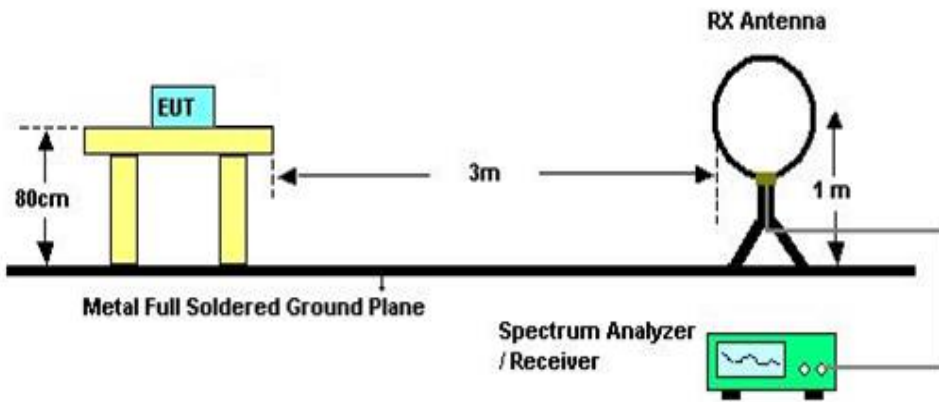 RX Antenna
EUT
3m
80cm
1 m
Metal Full Soldered Ground Plane
Spectrum Analyzer
/ Receiver